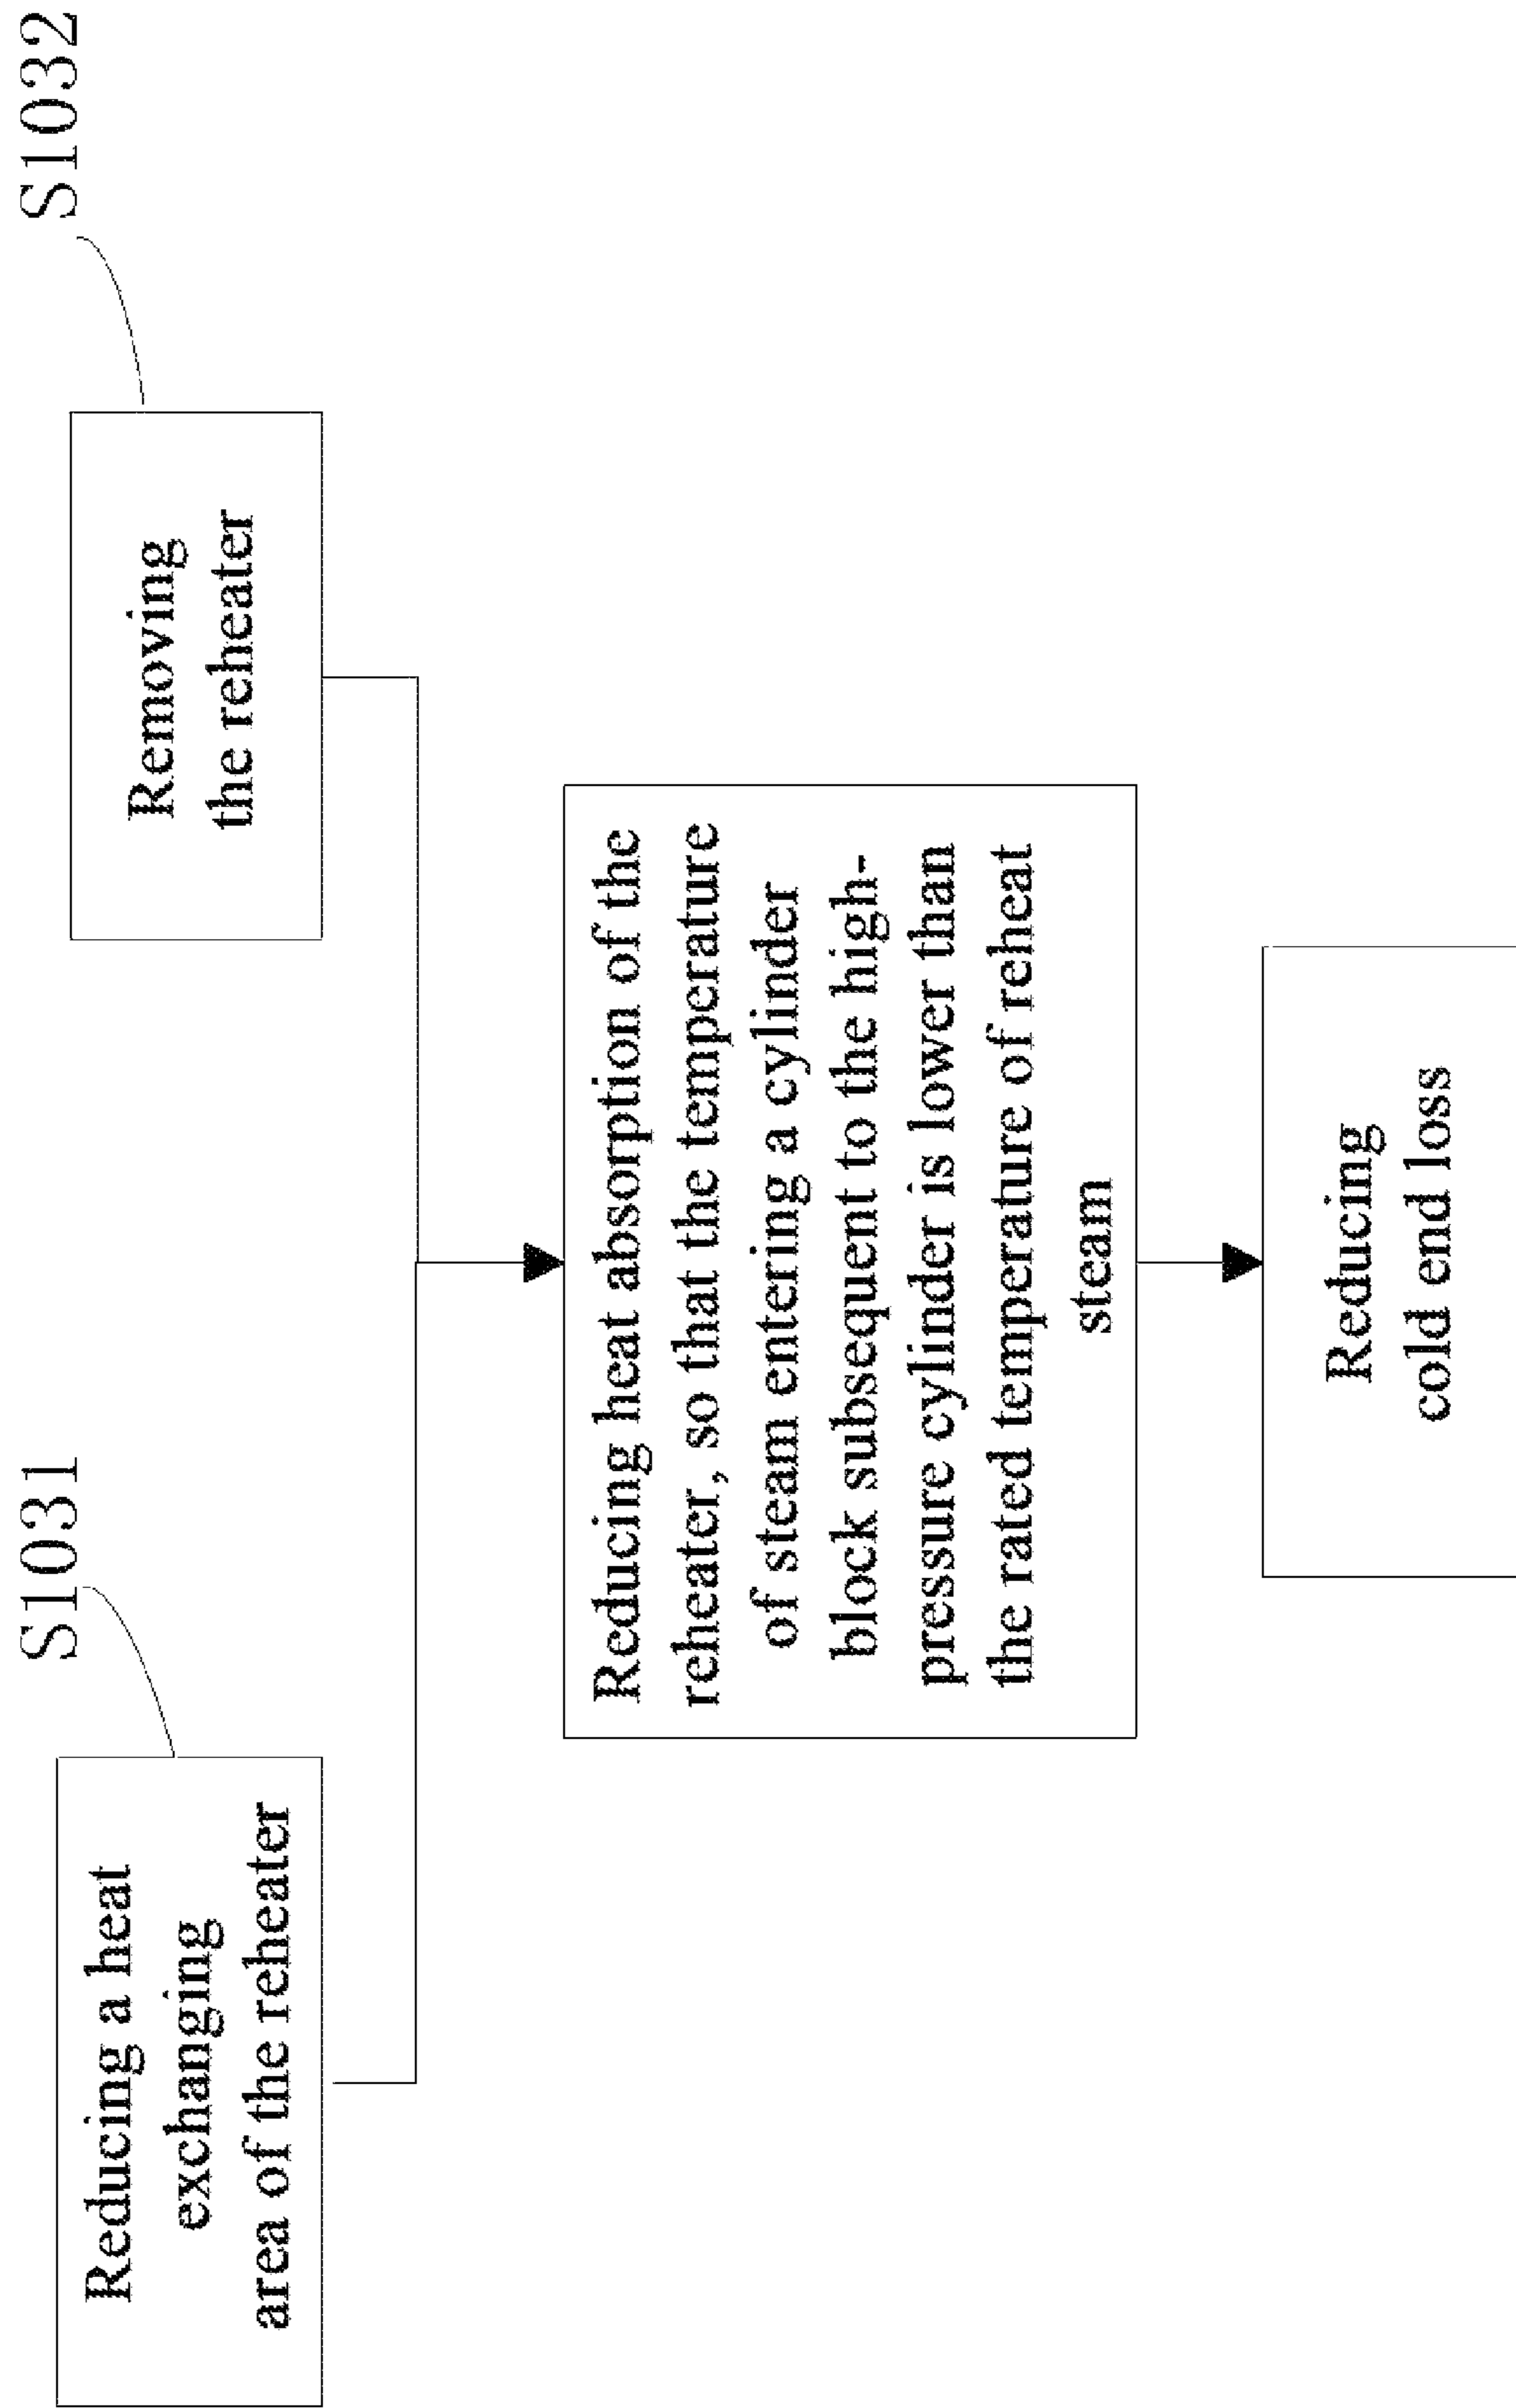 S1031
S1032
Reducing a heat
exchanging
area of the reheater
Removing
the reheater
Reducing heat absorption of the
reheater, so that the temperature
of steam entering a cylinder
block subsequent to the high-
pressure cylinder is lower than
the rated temperature of reheat
steam
Reducing
cold end loss